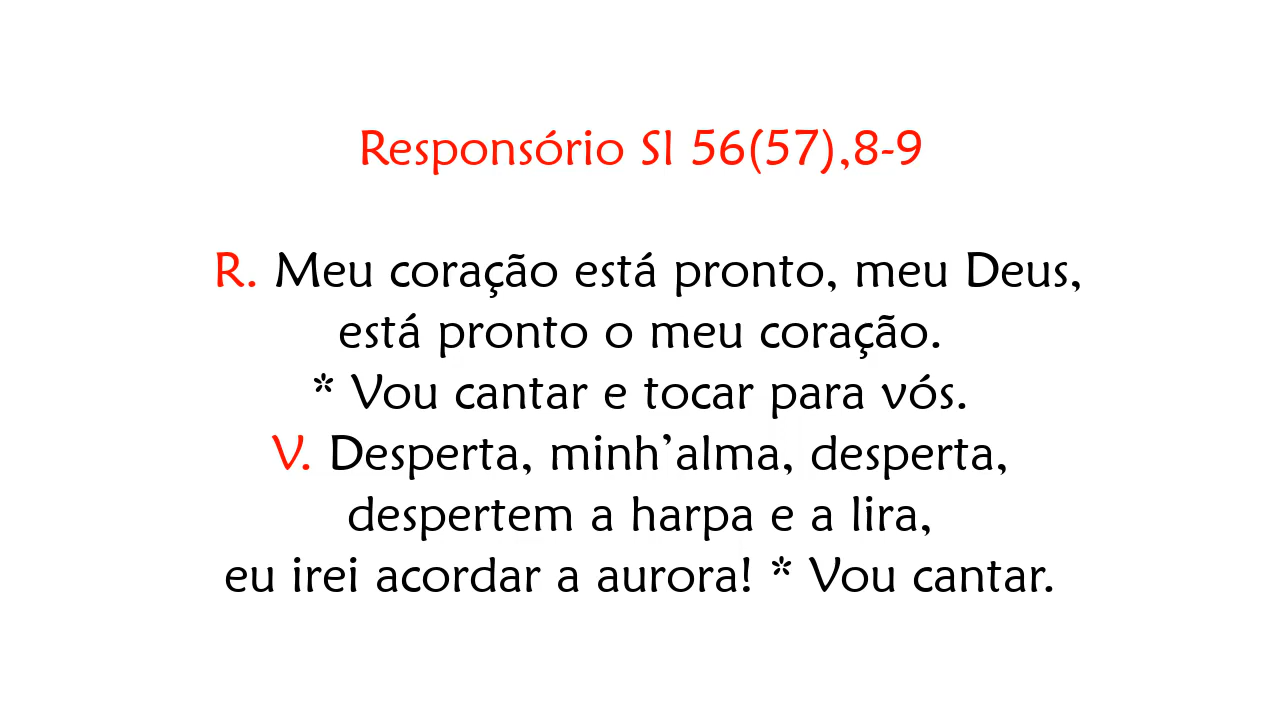 Responsório Sl 56(57),8-9
R. Meu coração está pronto, meu Deus,
está pronto o meu coração.
* Vou cantar e tocar para vós.
V. Desperta, minh’alma, desperta,
despertem a harpa e a lira,
eu irei acordar a aurora! * Vou cantar.